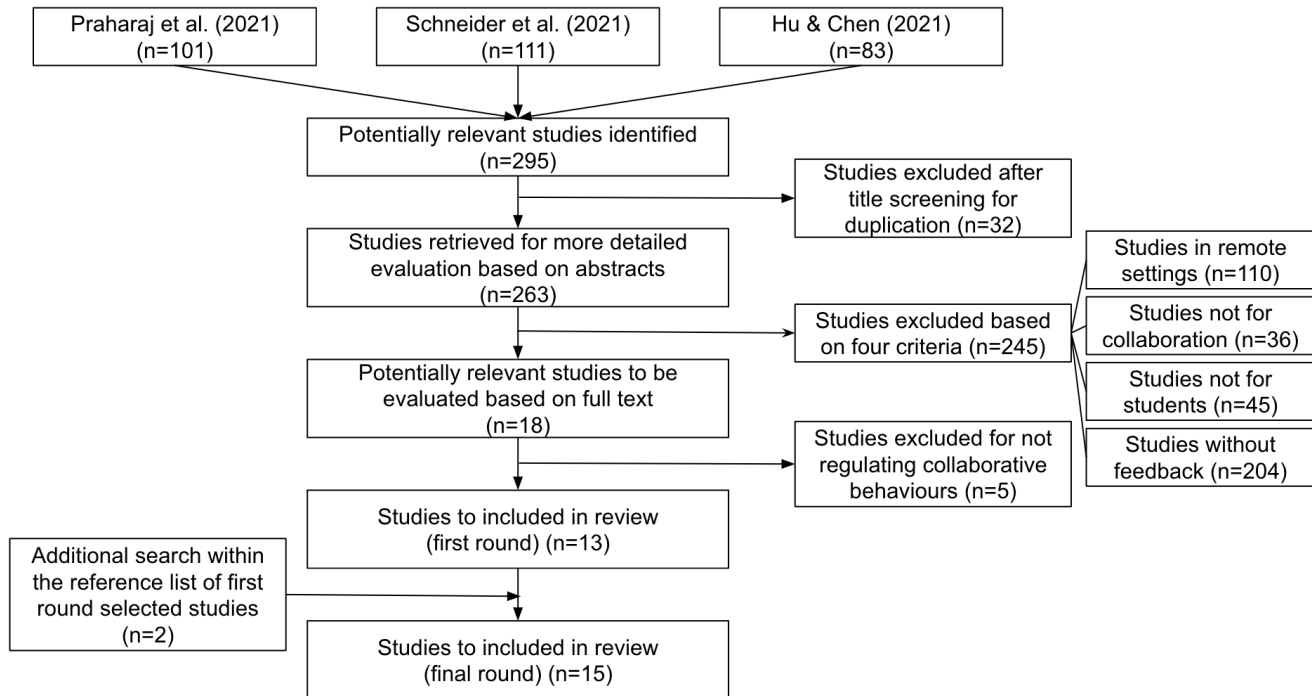 Praharaj et al. (2021)
(n=101)
Schneider et al. (2021)
(n=111)
Hu & Chen (2021)
(n=83)
Potentially relevant studies identified
(n=295)
Studies excluded after
title screening for
duplication (n=32)
Studies retrieved for more detailed
evaluation based on abstracts
(n=263)
Studies excluded based
on four criteria (n=245)
Studies in remote
settings (n=110)
Studies not for
collaboration (n=36)
Studies not for
students (n=45)
Studies without
feedback (n=204)
Potentially relevant studies to be
evaluated based on full text
(n=18)
Studies excluded for not
regulating collaborative
behaviours (n=5)
Studies to included in review
(first round) (n=13)
Additional search within
the reference list of first
round selected studies
(n=2)
Studies to included in review
(final round) (n=15)